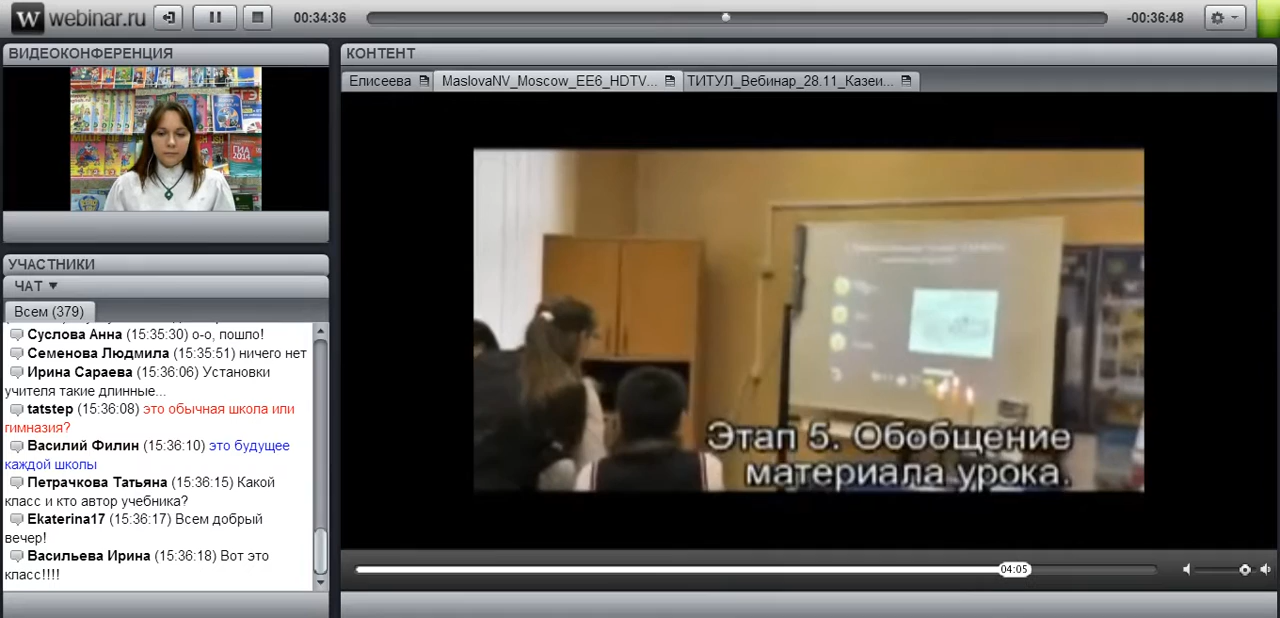 webinar.ru
00:34:36
-00:36:48
ВИДЕОКОНФЕРЕНЦИЯ
ГИА
2014
УЧАСТНИКИ
ЧАТ
Всем (379)
Суслова Анна (15:35:30) о-о, пошло!
Семенова Людмила (15:35:51) ничего нет
Ирина Сараева (15:36:06) Установки
учителя такие длинные...
tatstep (15:36:08) это обычная школа или
гимназия?
Василий Филин (15:36:10) это будущее
каждой школы
Петрачкова Татьяна (15:36:15) Какой
класс и кто автор учебника?
Ekaterina17 (15:36:17) Всем добрый
вечер!
Васильева Ирина (15:36:18) Вот это
класс!!!!
КОНТЕНТ
Елисеева
MaslovaNV_Moscow_EE6_HDTV...
ТИТУЛ_Вебинар_28.11_Казеи...
Этап 5. Обобщение
материала урока.
04:05